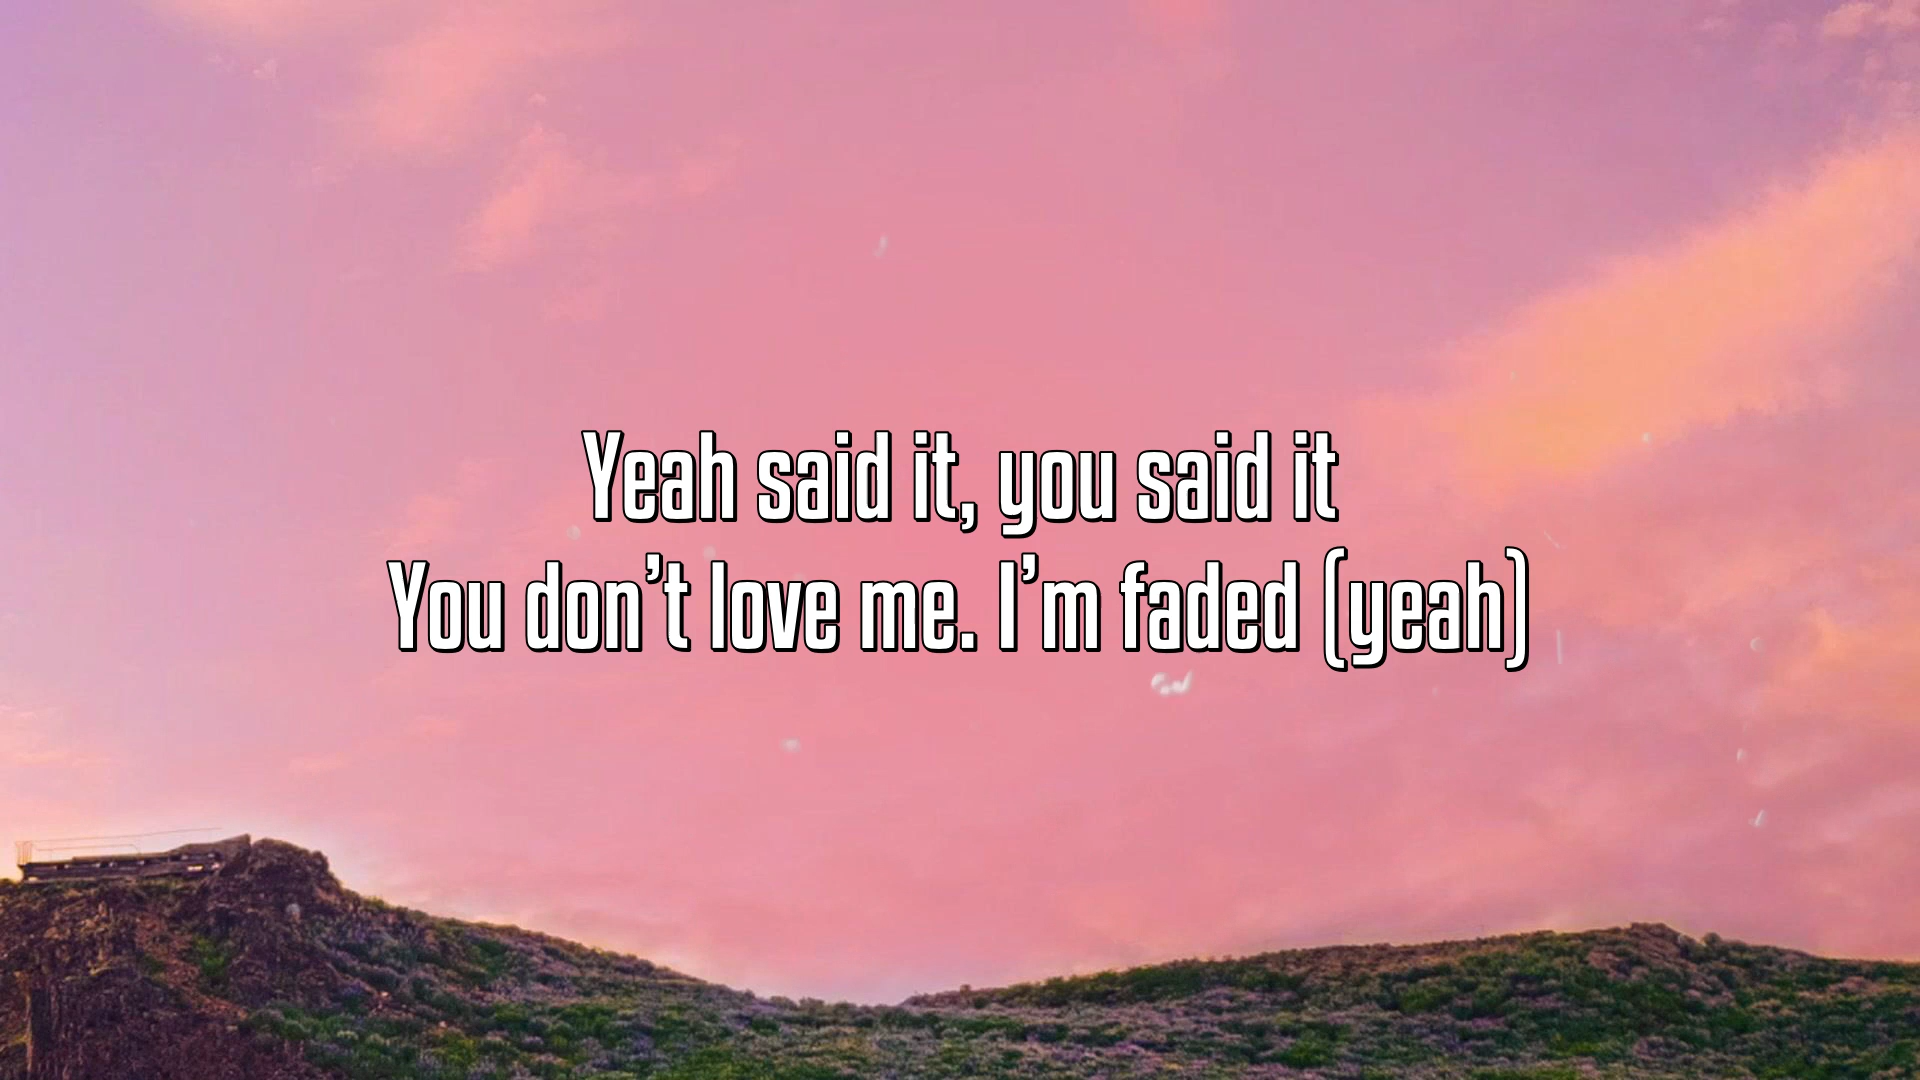 Yeah said it, you said it
You don’t love me. I’m faded (yeah)